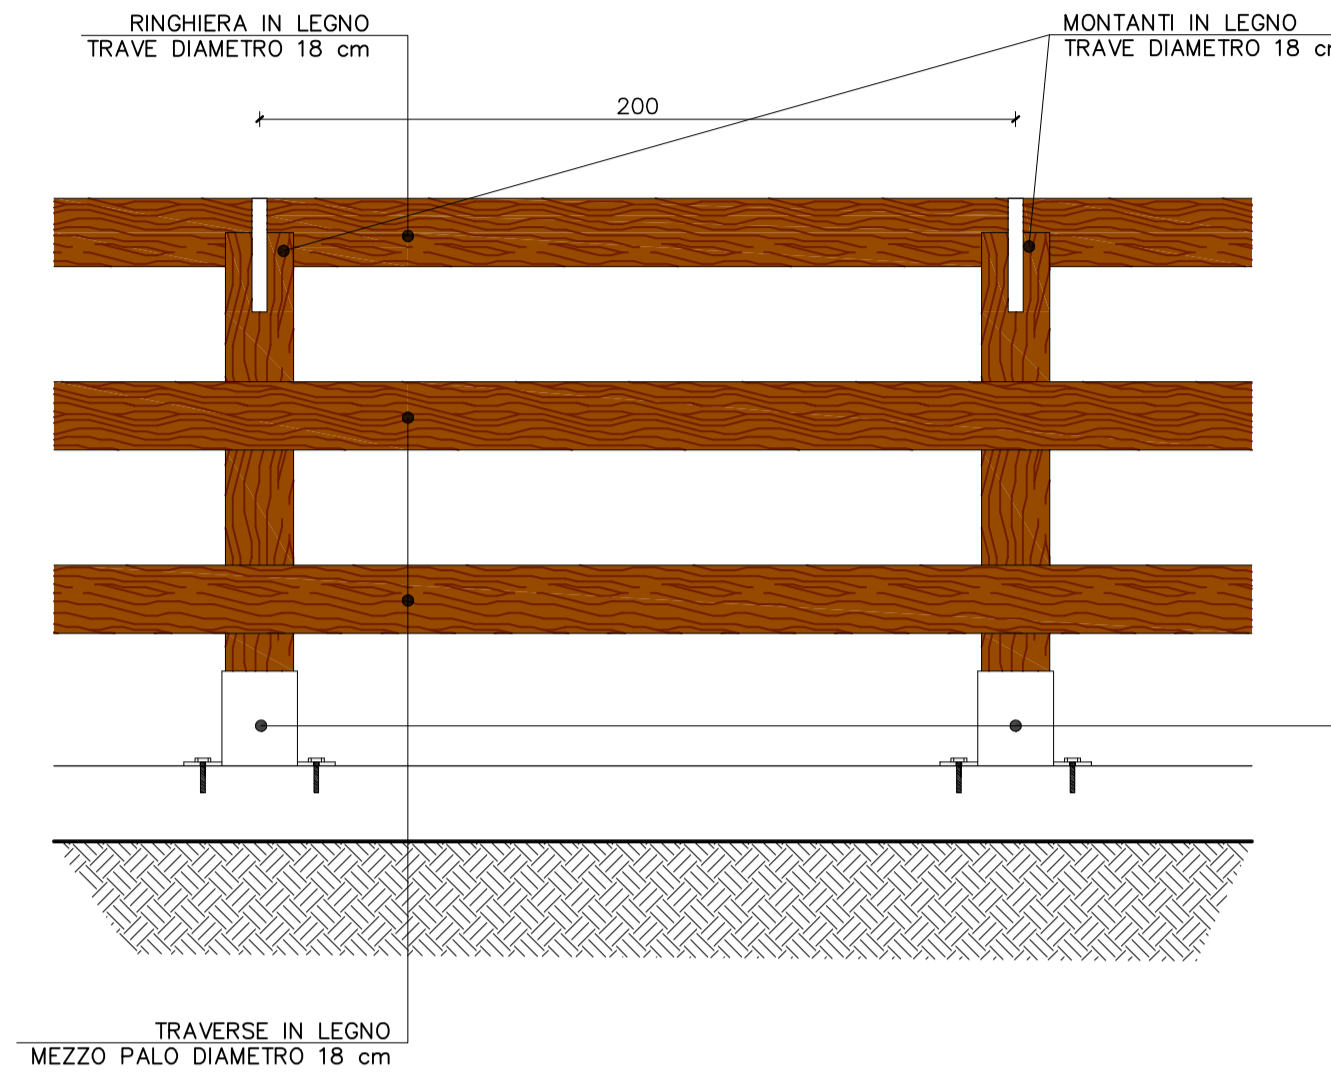 RINGHIERA IN LEGNO
TRAVE DIAMETRO 18 cm
MONTANTI IN LEGNO
TRAVE DIAMETRO 18 cm
200
TRAVERSE IN LEGNO
MEZZO PALO DIAMETRO 18 cm